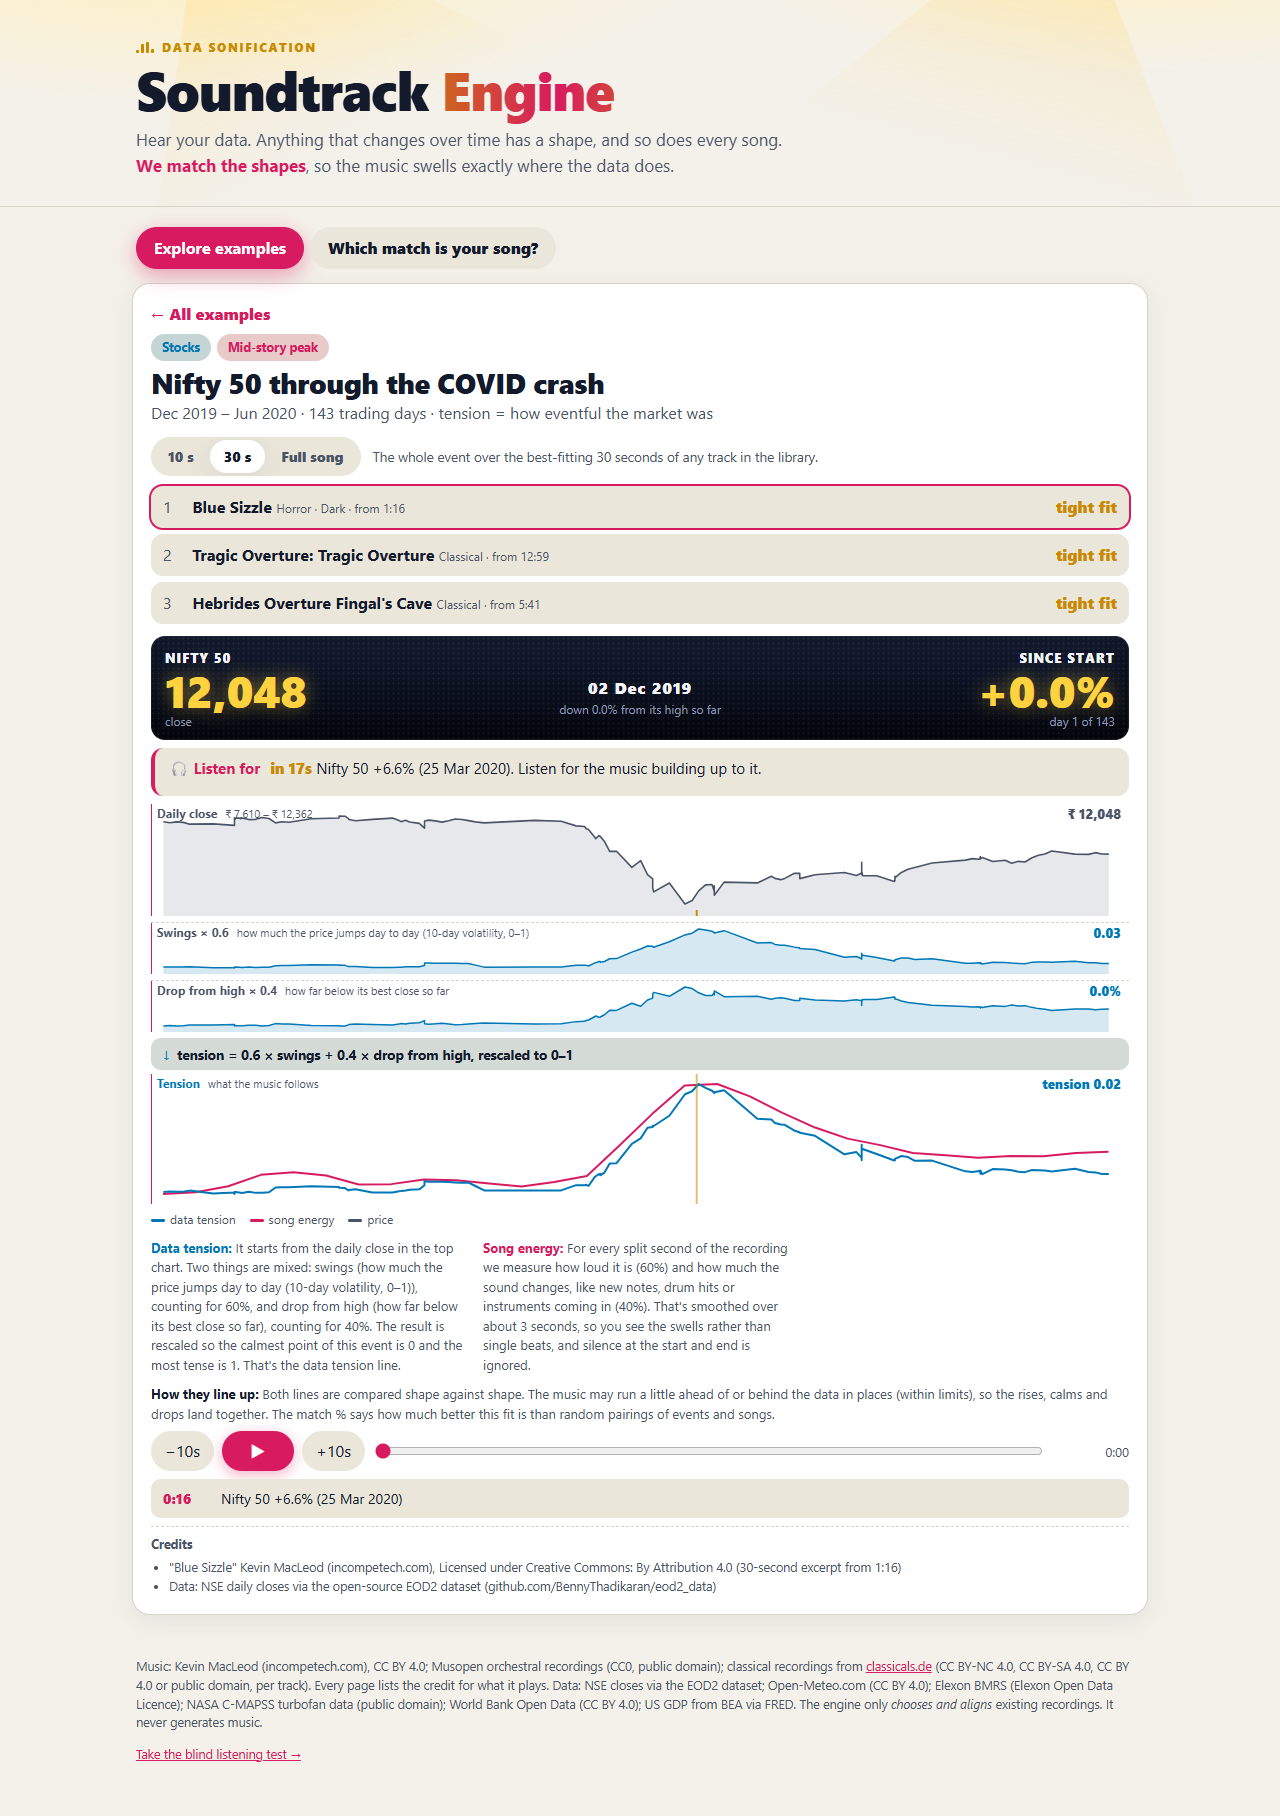 DATA SONIFICATION
Soundtrack Engine
Hear your data. Anything that changes over time has a shape, and so does every song.
We match the shapes, so the music swells exactly where the data does.
Explore examples
Which match is your song?
← All examples
Stocks
Mid-story peak
Nifty 50 through the COVID crash
Dec 2019 – Jun 2020 · 143 trading days · tension = how eventful the market was
10 s
30 s
Full song
The whole event over the best-fitting 30 seconds of any track in the library.
1 Blue Sizzle Horror · Dark · from 1:16 tight fit
2 Tragic Overture: Tragic Overture Classical · from 12:59 tight fit
3 Hebrides Overture Fingal's Cave Classical · from 5:41 tight fit
NIFTY 50
12,048
close
02 Dec 2019
down 0.0% from its high so far
SINCE START
+0.0%
day 1 of 143
Listen for in 17s Nifty 50 +6.6% (25 Mar 2020). Listen for the music building up to it.
Daily close ₹ 7,610 – ₹ 12,362 ₹ 12,048
Swings × 0.6 how much the price jumps day to day (10-day volatility, 0–1) 0.03
Drop from high × 0.4 how far below its best close so far 0.0%
↓ tension = 0.6 × swings + 0.4 × drop from high, rescaled to 0–1
Tension what the music follows tension 0.02
data tension song energy price
Data tension: It starts from the daily close in the top
chart. Two things are mixed: swings (how much the
price jumps day to day (10-day volatility, 0–1)),
counting for 60%, and drop from high (how far below
its best close so far), counting for 40%. The result is
rescaled so the calmest point of this event is 0 and the
most tense is 1. That's the data tension line.
Song energy: For every split second of the recording
we measure how loud it is (60%) and how much the
sound changes, like new notes, drum hits or
instruments coming in (40%). That's smoothed over
about 3 seconds, so you see the swells rather than
single beats, and silence at the start and end is
ignored.
How they line up: Both lines are compared shape against shape. The music may run a little ahead of or behind the data in places (within limits), so the rises, calms and
drops land together. The match % says how much better this fit is than random pairings of events and songs.
−10s
+10s
0:00
0:16 Nifty 50 +6.6% (25 Mar 2020)
Credits
• "Blue Sizzle" Kevin MacLeod (incompetech.com), Licensed under Creative Commons: By Attribution 4.0 (30-second excerpt from 1:16)
• Data: NSE daily closes via the open-source EOD2 dataset (github.com/BennyThadikaran/eod2_data)
Music: Kevin MacLeod (incompetech.com), CC BY 4.0; Musopen orchestral recordings (CC0, public domain); classical recordings from classicals.de (CC BY-NC 4.0, CC BY-SA 4.0, CC BY
4.0 or public domain, per track). Every page lists the credit for what it plays. Data: NSE closes via the EOD2 dataset; Open-Meteo.com (CC BY 4.0); Elexon BMRS (Elexon Open Data
Licence); NASA C-MAPSS turbofan data (public domain); World Bank Open Data (CC BY 4.0); US GDP from BEA via FRED. The engine only chooses and aligns existing recordings. It
never generates music.
Take the blind listening test →